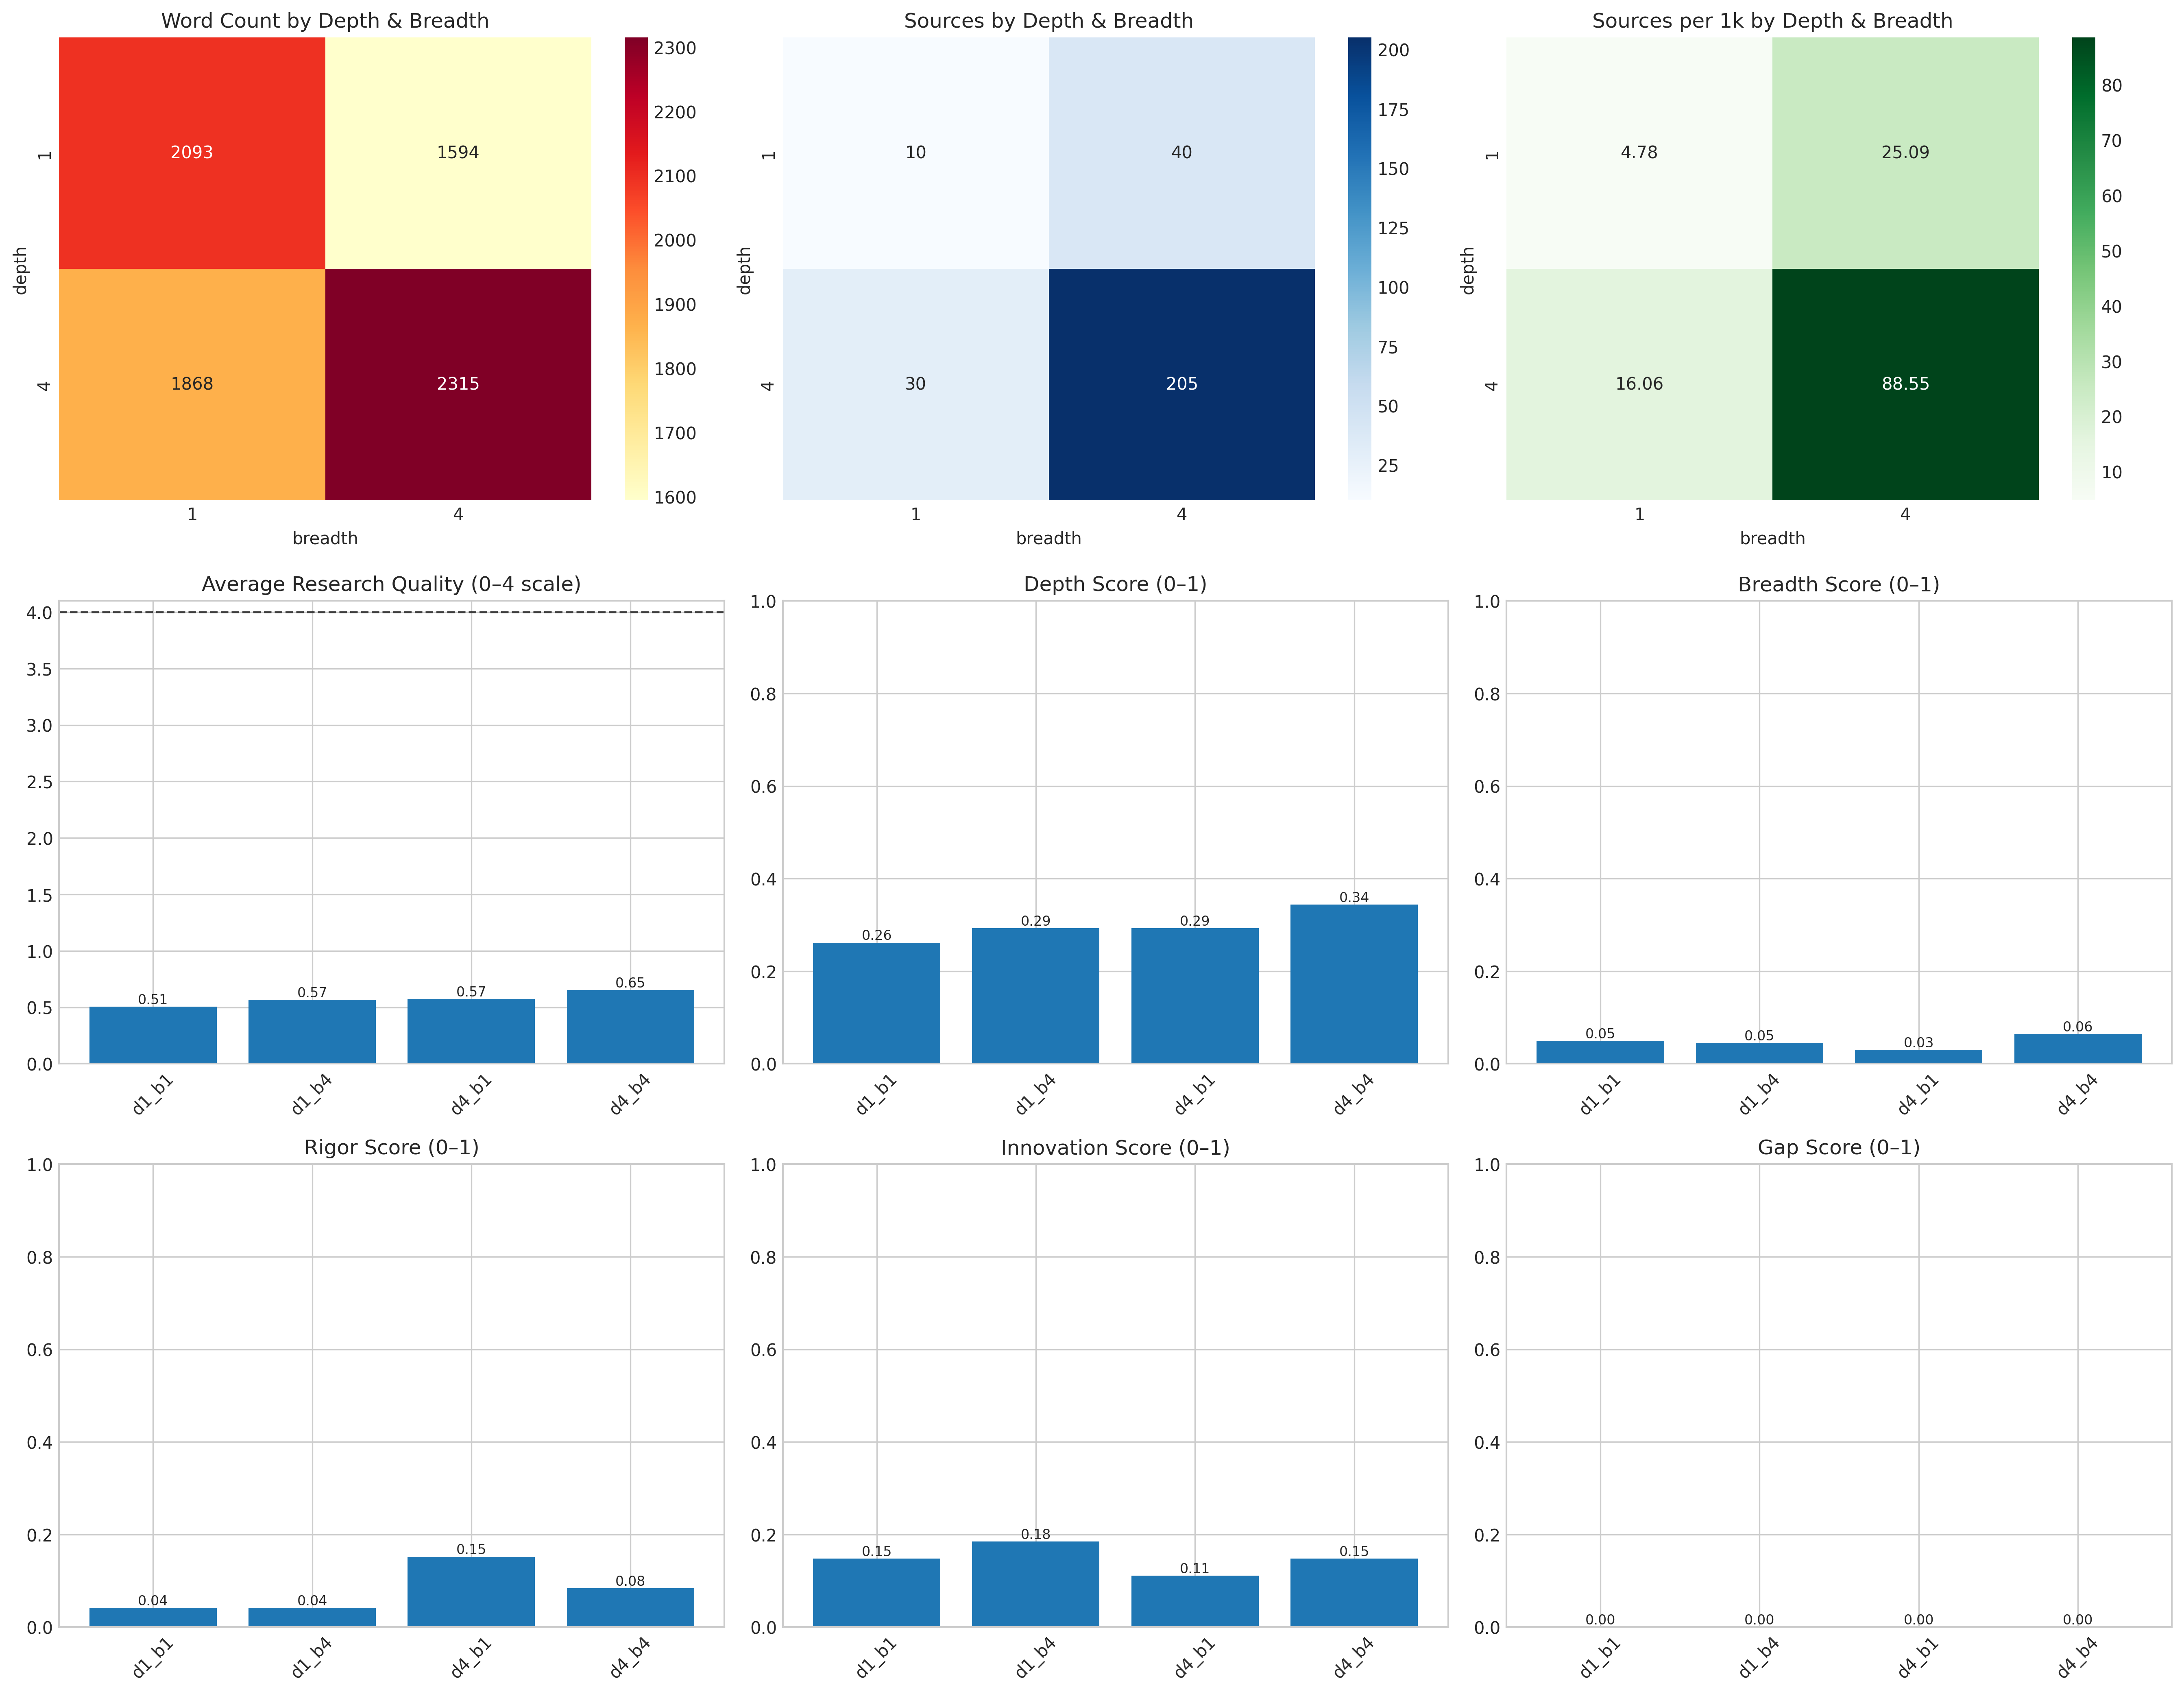 Word Count by Depth & Breadth
2093
1594
1868
2315
1
4
depth
1
4
breadth
2300
2200
2100
2000
1900
1800
1700
1600
Sources by Depth & Breadth
10
40
30
205
1
4
depth
1
4
breadth
200
175
150
125
100
75
50
25
Sources per 1k by Depth & Breadth
4.78
25.09
16.06
88.55
1
4
depth
1
4
breadth
80
70
60
50
40
30
20
10
Average Research Quality (0–4 scale)
4.0
3.5
3.0
2.5
2.0
1.5
1.0
0.5
0.0
0.51
0.57
0.57
0.65
d1_b1
d1_b4
d4_b1
d4_b4
Depth Score (0–1)
1.0
0.8
0.6
0.4
0.2
0.0
0.26
0.29
0.29
0.34
d1_b1
d1_b4
d4_b1
d4_b4
Breadth Score (0–1)
1.0
0.8
0.6
0.4
0.2
0.0
0.05
0.05
0.03
0.06
d1_b1
d1_b4
d4_b1
d4_b4
Rigor Score (0–1)
1.0
0.8
0.6
0.4
0.2
0.0
0.04
0.04
0.15
0.08
d1_b1
d1_b4
d4_b1
d4_b4
Innovation Score (0–1)
1.0
0.8
0.6
0.4
0.2
0.0
0.15
0.18
0.11
0.15
d1_b1
d1_b4
d4_b1
d4_b4
Gap Score (0–1)
1.0
0.8
0.6
0.4
0.2
0.0
0.00
0.00
0.00
0.00
d1_b1
d1_b4
d4_b1
d4_b4